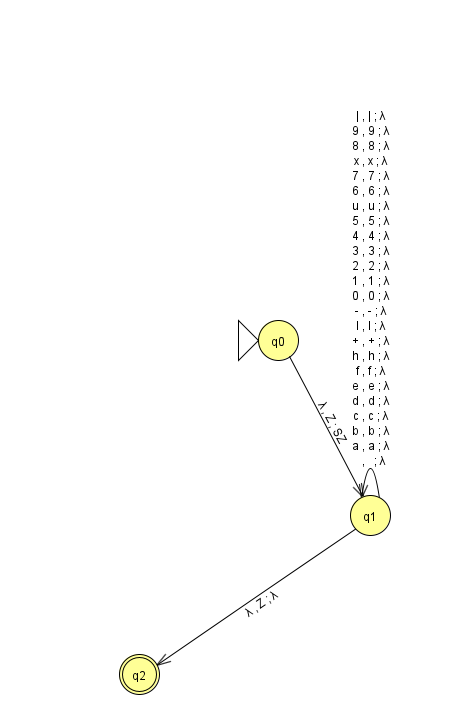 | , | ; λ
9 , 9 ; λ
8 , 8 ; λ
x , x ; λ
7 , 7 ; λ
6 , 6 ; λ
u , u ; λ
5 , 5 ; λ
4 , 4 ; λ
3 , 3 ; λ
2 , 2 ; λ
1 , 1 ; λ
0 , 0 ; λ
- , - ; λ
l , l ; λ
+ , + ; λ
h , h ; λ
f , f ; λ
e , e ; λ
d , d ; λ
c , c ; λ
b , b ; λ
a , a ; λ
, ; λ
q0
λ , Z ; SZ
q1
λ , Z ; λ
q2